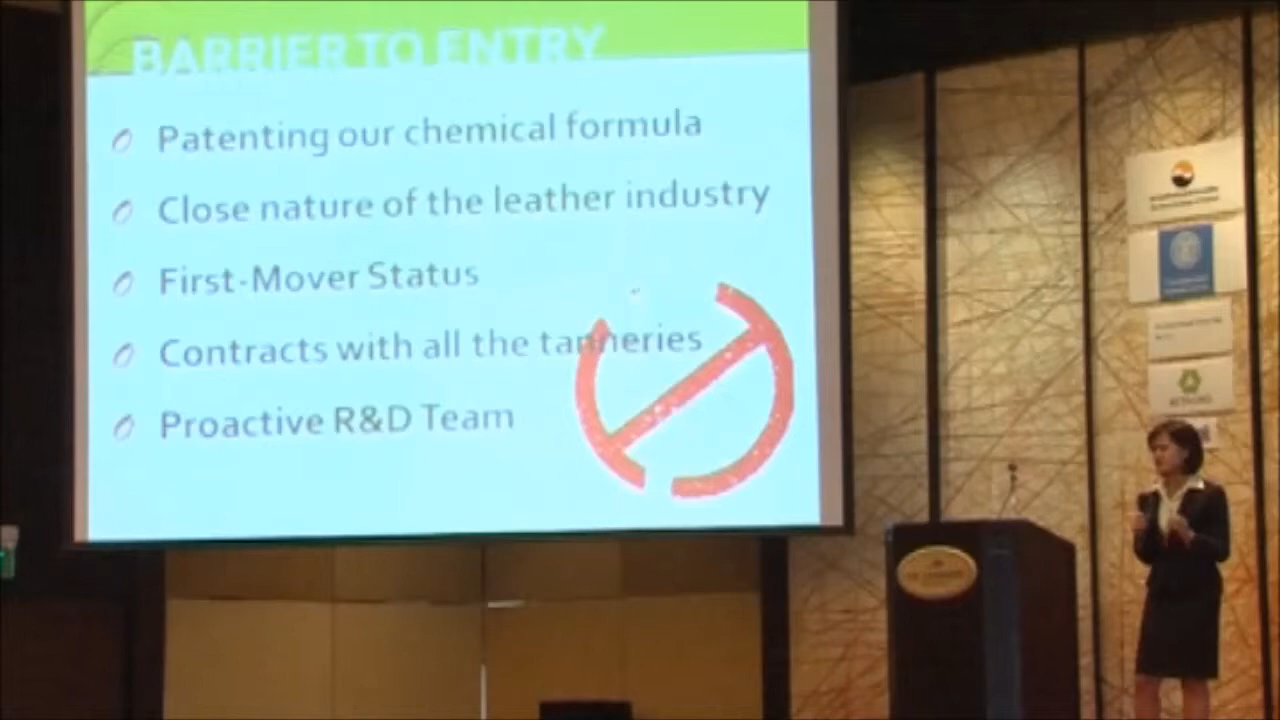 BARRIER TO ENTRY
Patenting our chemical formula
Close nature of the leather industry
First-Mover Status
Contracts with all the tanneries
Proactive R&D Team